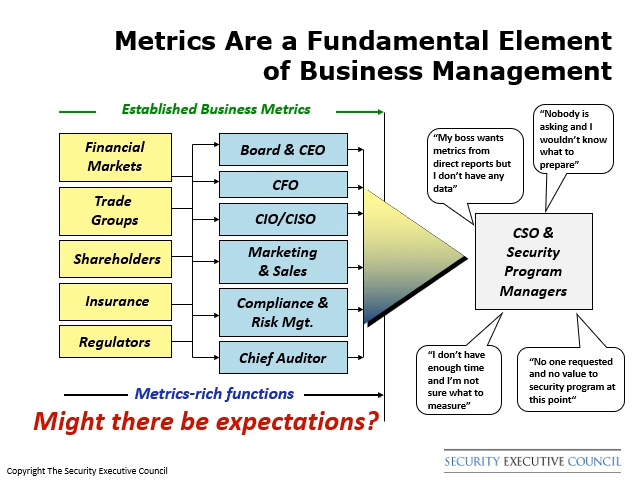 Metrics Are a Fundamental Element
of Business Management
Established Business Metrics
Financial
Markets
Trade
Groups
Shareholders
Insurance
Regulators
Board & CEO
CFO
CIO/CISO
Marketing
& Sales
Compliance &
Risk Mgt.
Chief Auditor
“My boss wants
metrics from
direct reports but
I don’t have any
data”
“Nobody is
asking and I
wouldn’t know
what to
prepare”
CSO &
Security
Program
Managers
“I don’t have
enough time
and I’m not
sure what to
measure”
“No one requested
and no value to
security program at
this point“
Metrics-rich functions
Might there be expectations?
SECURITY EXECUTIVE COUNCIL
Copyright The Security Executive Council